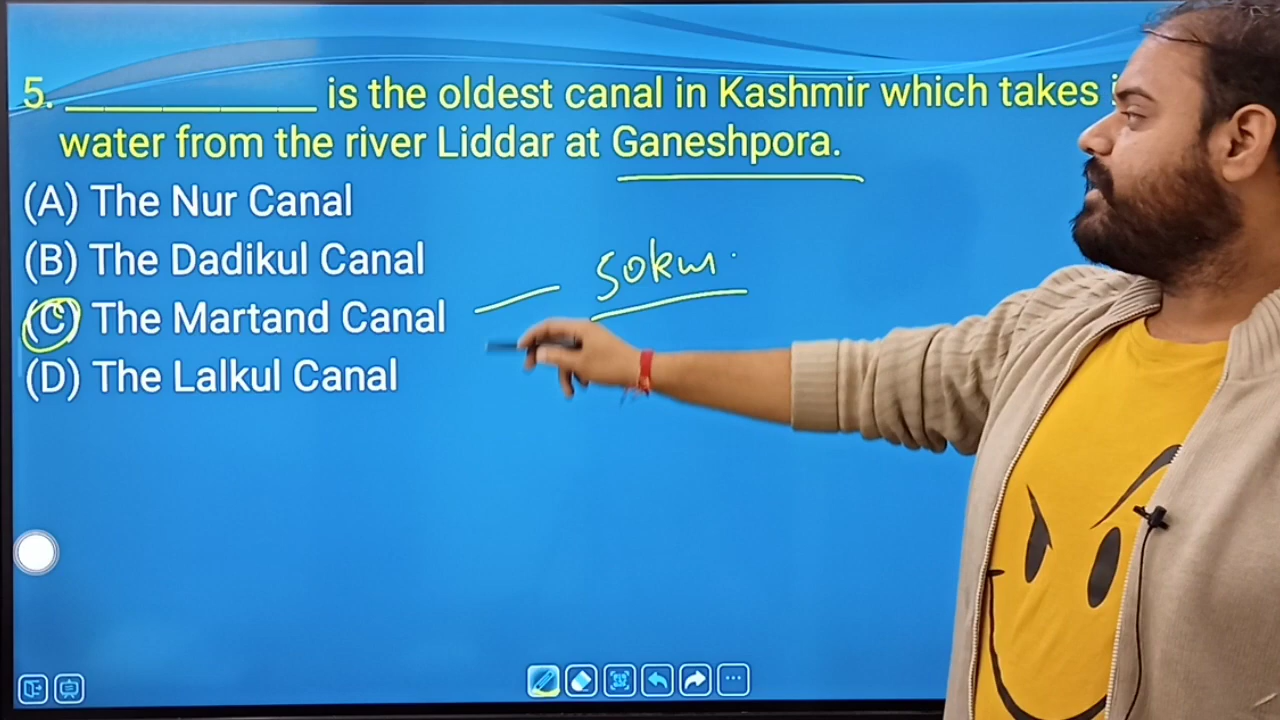 5. ____________ is the oldest canal in Kashmir which takes
water from the river Liddar at Ganeshpora.
(A) The Nur Canal
(B) The Dadikul Canal
(C) The Martand Canal
50km.
(D) The Lalkul Canal